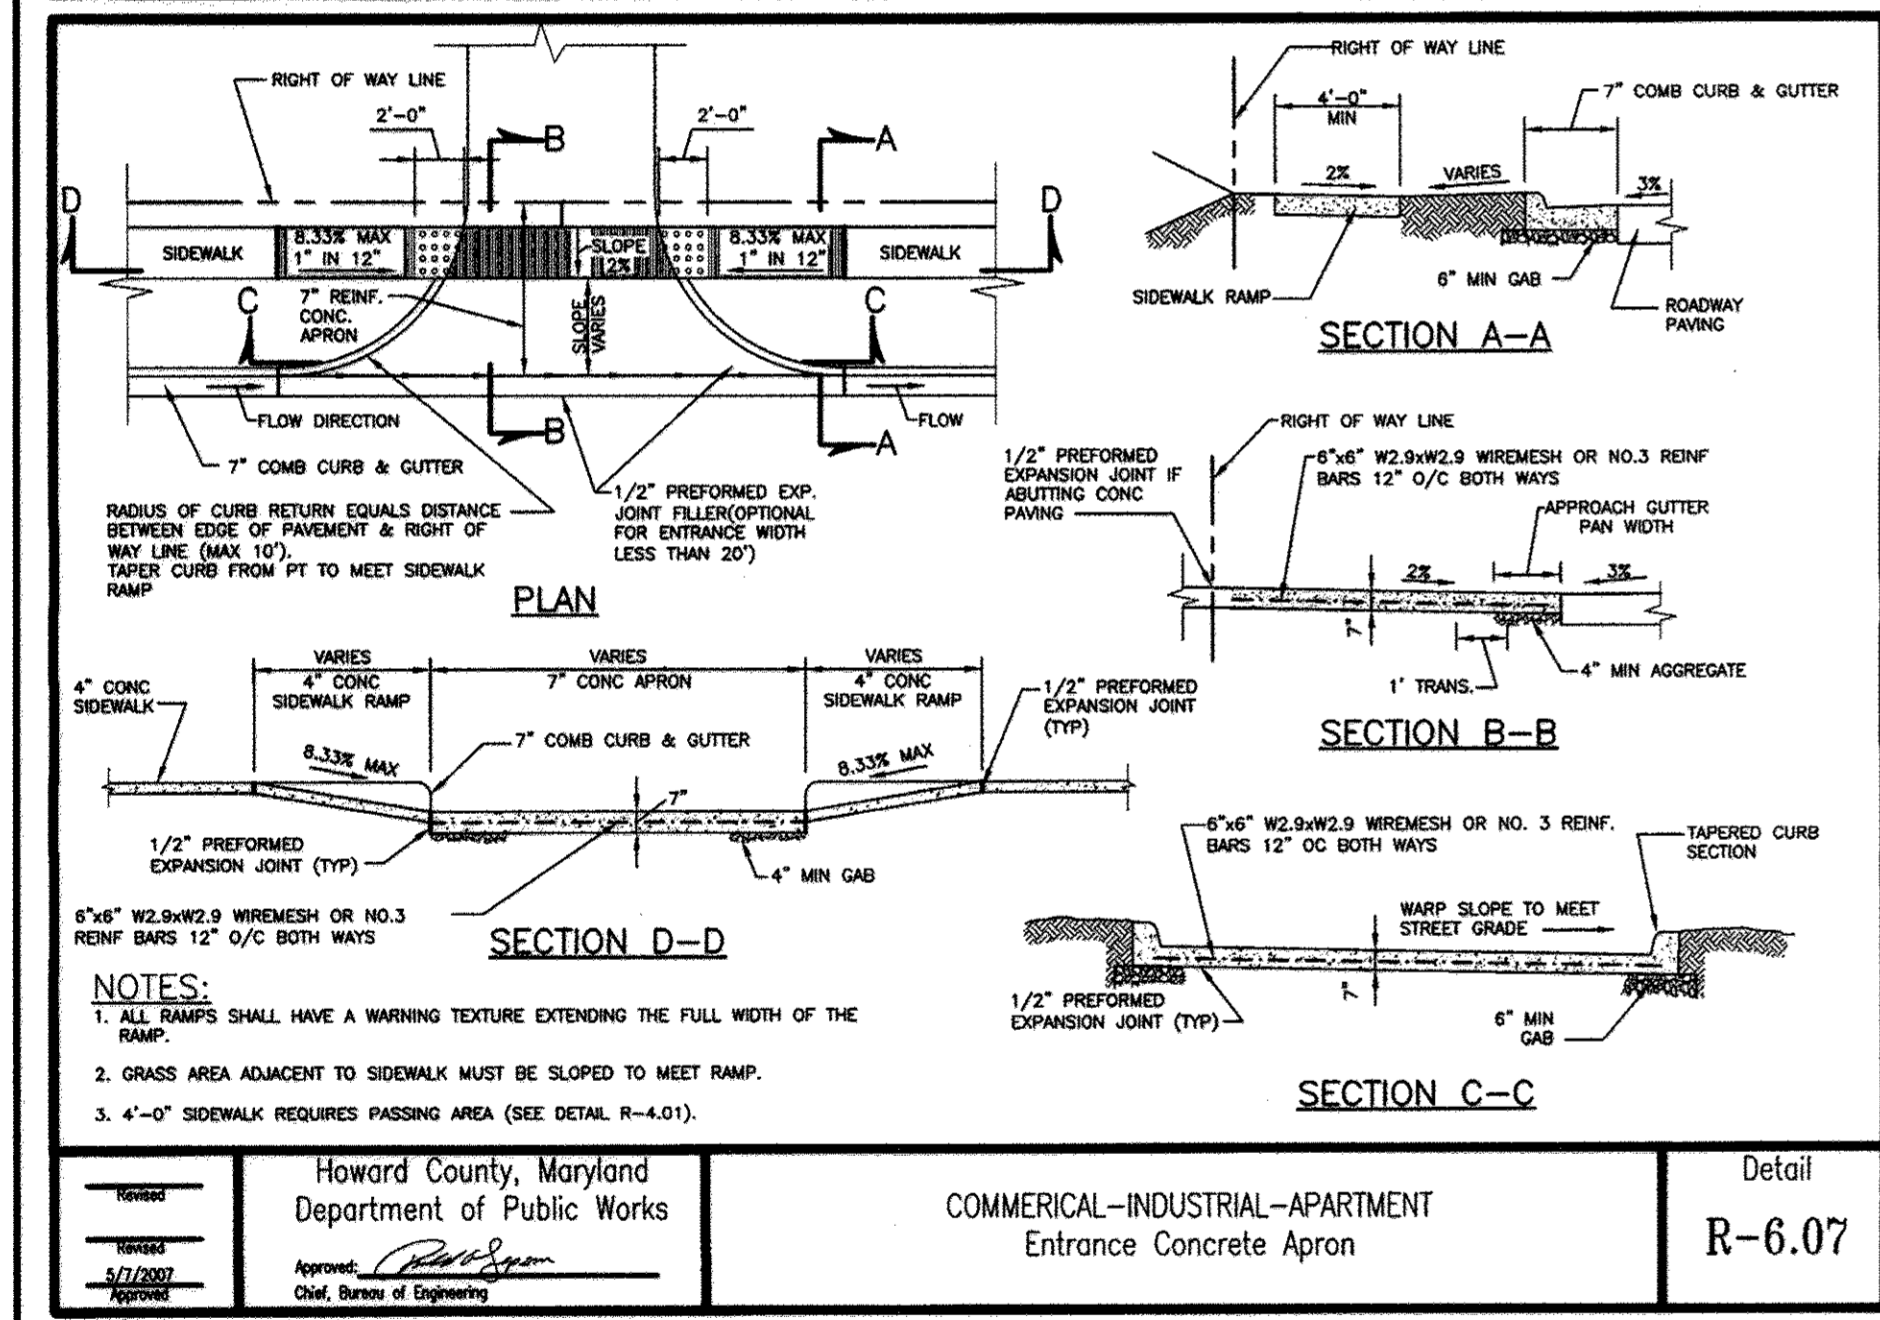 RIGHT OF WAY LINE
2'-0"
2'-0"
B
A
D
D
SIDEWALK
8.33% MAX
1" IN 12"
SLOPE
2%
8.33% MAX
1" IN 12"
SIDEWALK
C
C
7" REINF.
CONC.
APRON
SLOPE
VARIES
FLOW DIRECTION
B
A
FLOW
7" COMB CURB & GUTTER
RADIUS OF CURB RETURN EQUALS DISTANCE
BETWEEN EDGE OF PAVEMENT & RIGHT OF
WAY LINE (MAX 10').
TAPER CURB FROM PT TO MEET SIDEWALK
RAMP
1/2" PREFORMED EXP.
JOINT FILLER(OPTIONAL
FOR ENTRANCE WIDTH
LESS THAN 20')
PLAN
RIGHT OF WAY LINE
4'-0"
MIN
7" COMB CURB & GUTTER
2%
VARIES
3%
SIDEWALK RAMP
6" MIN GAB
ROADWAY
PAVING
SECTION A-A
RIGHT OF WAY LINE
1/2" PREFORMED
EXPANSION JOINT IF
ABUTTING CONC
PAVING
6"x6" W2.9xW2.9 WIREMESH OR NO.3 REINF
BARS 12" O/C BOTH WAYS
APPROACH GUTTER
PAN WIDTH
2%
3%
7"
1' TRANS.
4" MIN AGGREGATE
SECTION B-B
VARIES
VARIES
VARIES
4" CONC
SIDEWALK
4" CONC
SIDEWALK RAMP
7" CONC APRON
4" CONC
SIDEWALK RAMP
1/2" PREFORMED
EXPANSION JOINT
(TYP)
8.33% MAX
7" COMB CURB & GUTTER
8.33% MAX
7"
1/2" PREFORMED
EXPANSION JOINT (TYP)
4" MIN GAB
6"x6" W2.9xW2.9 WIREMESH OR NO.3
REINF BARS 12" O/C BOTH WAYS
SECTION D-D
6"x6" W2.9xW2.9 WIREMESH OR NO. 3 REINF.
BARS 12" OC BOTH WAYS
TAPERED CURB
SECTION
WARP SLOPE TO MEET
STREET GRADE
7"
1/2" PREFORMED
EXPANSION JOINT (TYP)
6" MIN
GAB
SECTION C-C
NOTES:
1. ALL RAMPS SHALL HAVE A WARNING TEXTURE EXTENDING THE FULL WIDTH OF THE
RAMP.
2. GRASS AREA ADJACENT TO SIDEWALK MUST BE SLOPED TO MEET RAMP.
3. 4'-0" SIDEWALK REQUIRES PASSING AREA (SEE DETAIL R-4.01).
Revised
Revised
5/7/2007
Approved
Howard County, Maryland
Department of Public Works
Approved:
Chief, Bureau of Engineering
COMMERICAL-INDUSTRIAL-APARTMENT
Entrance Concrete Apron
Detail
R-6.07